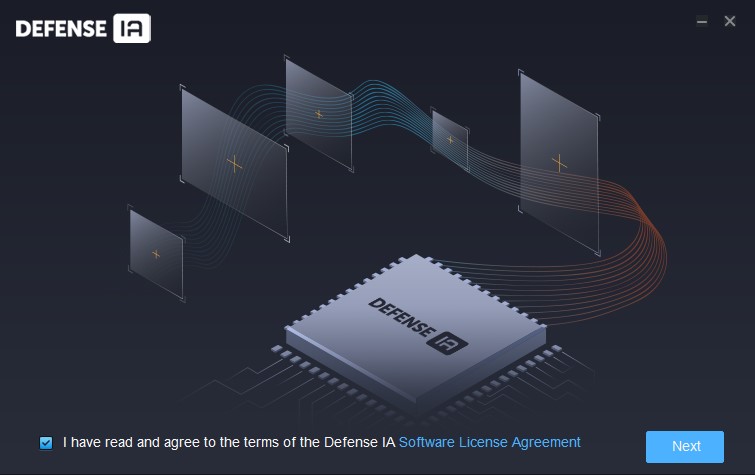 DEFENSE IA
DEFENSE IA
I have read and agree to the terms of the Defense IA Software License Agreement
Next